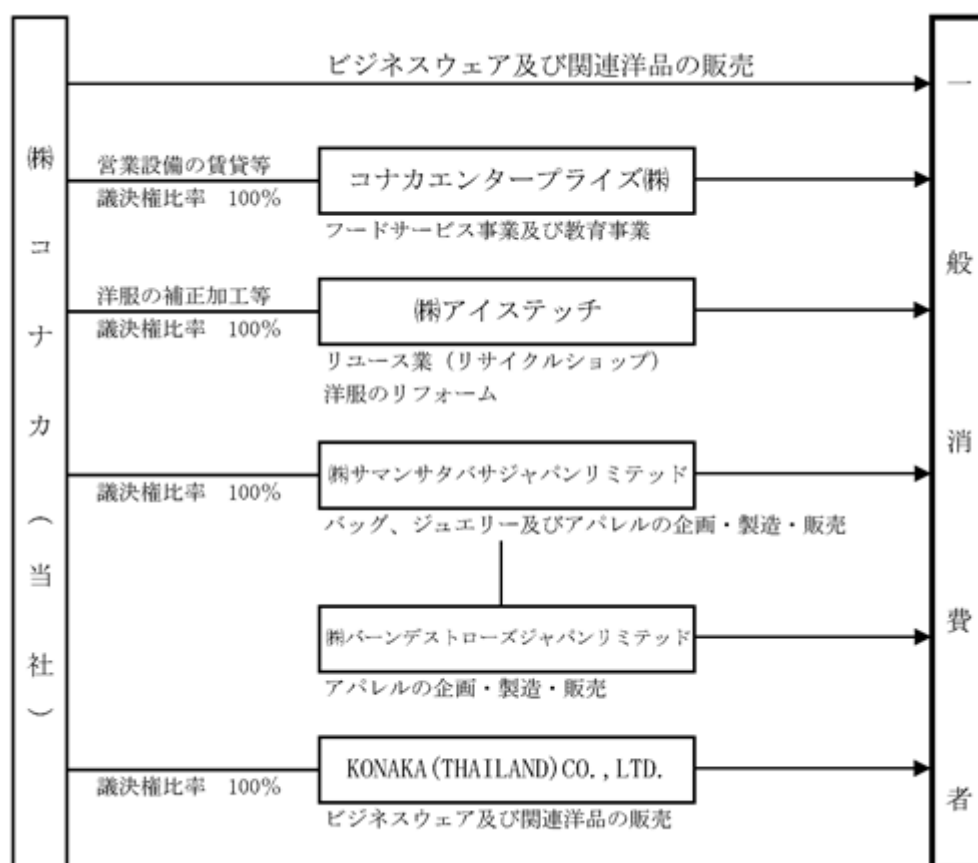 ㈱コナカ（当社）
ビジネスウェア及び関連洋品の販売
営業設備の賃貸等
議決権比率 100%
コナカエンタープライズ㈱
フードサービス事業及び教育事業
洋服の補正加工等
議決権比率 100%
㈱アイステッチ
リユース業（リサイクルショップ）
洋服のリフォーム
議決権比率 100%
㈱サマンサタバサジャパンリミテッド
バッグ、ジュエリー及びアパレルの企画・製造・販売
㈱バーンデストローズジャパンリミテッド
アパレルの企画・製造・販売
議決権比率 100%
KONAKA(THAILAND)CO.,LTD.
ビジネスウェア及び関連洋品の販売
一般消費者